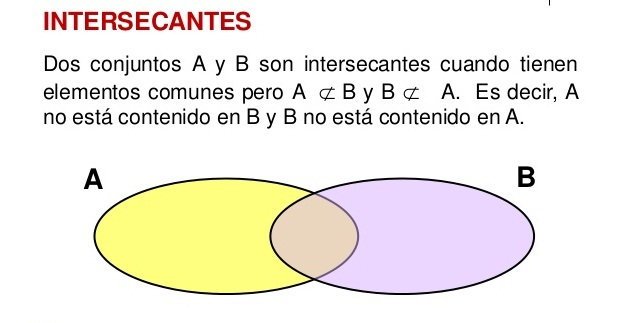 INTERSECANTES
Dos conjuntos A y B son intersecantes cuando tienen
elementos comunes pero A ⊄ B y B ⊄ A. Es decir, A
no está contenido en B y B no está contenido en A.
A
B